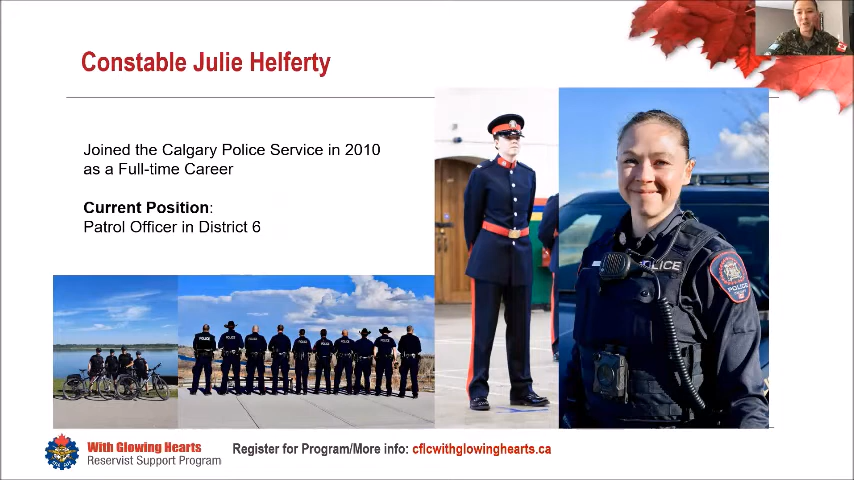 Constable Julie Helferty
Joined the Calgary Police Service in 2010
as a Full-time Career
Current Position:
Patrol Officer in District 6
POLICE
POLICE
With Glowing Hearts
Reservist Support Program
Register for Program/More info: cflcwithglowinghearts.ca